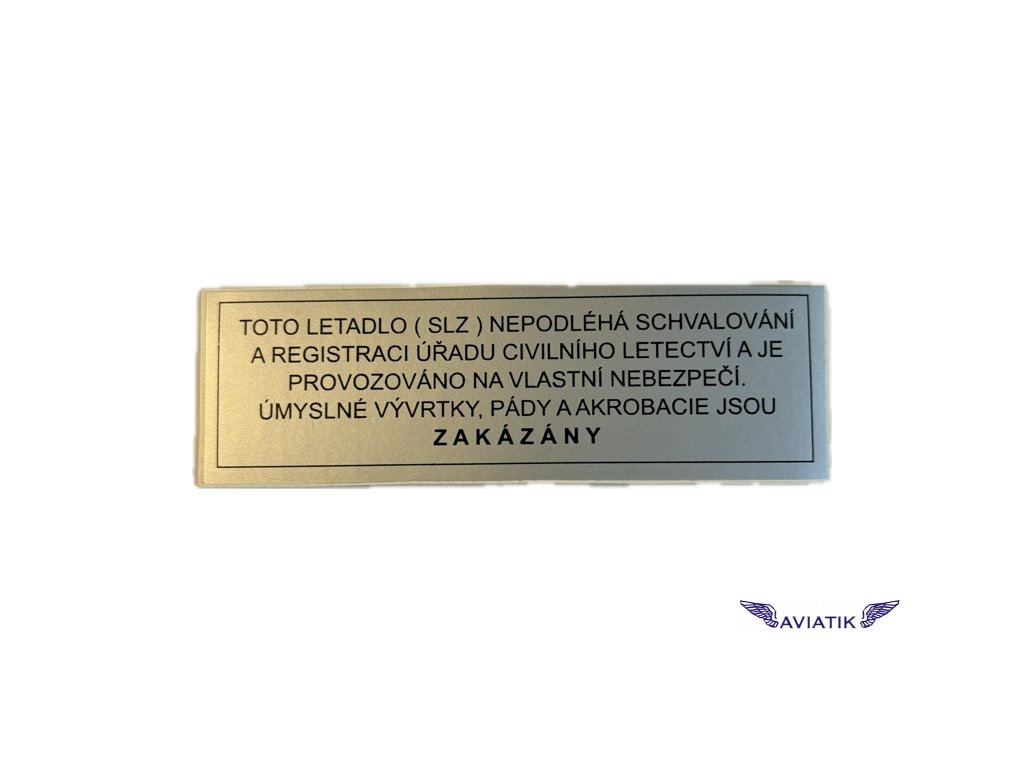 TOTO LETADLO ( SLZ ) NEPODLÉHÁ SCHVALOVÁNÍ
A REGISTRACI ÚŘADU CIVILNÍHO LETECTVÍ A JE
PROVOZOVÁNO NA VLASTNÍ NEBEZPEČÍ.
ÚMYSLNÉ VÝVRTKY, PÁDY A AKROBACIE JSOU
ZAKÁZÁNY
AVIATIK